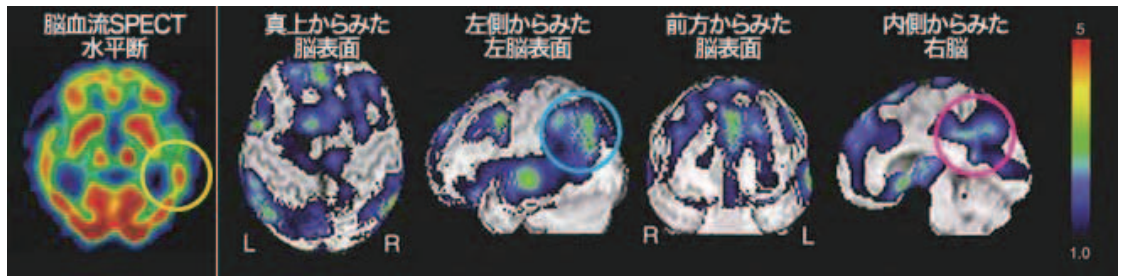 脳血流SPECT
水平断
真上からみた
脳表面
左側からみた
左脳表面
前方からみた
脳表面
内側からみた
右脳
5
1.0
L
R
R
L